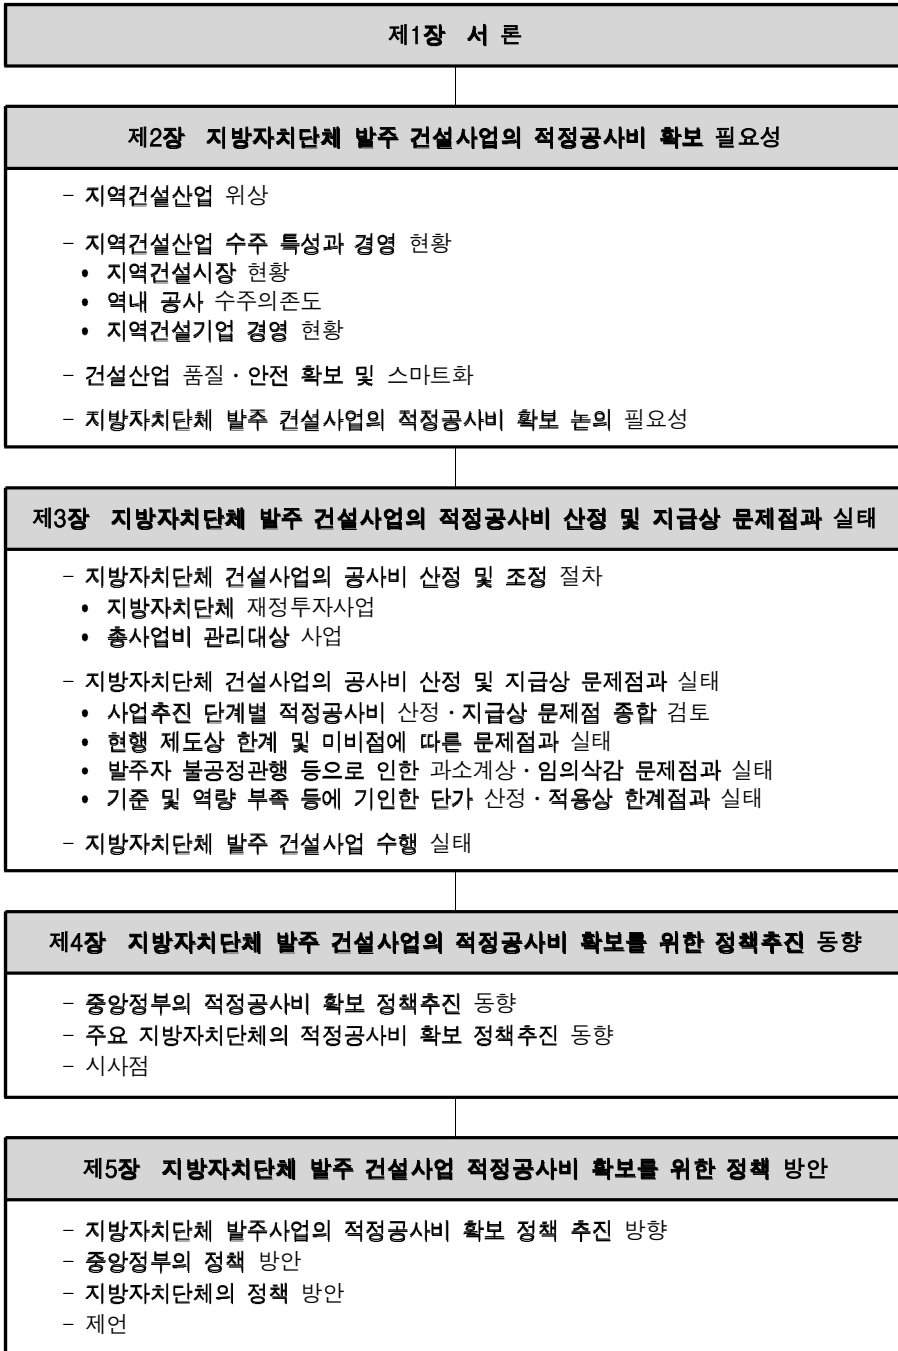 제1장 서 론
제2장 지방자치단체 발주 건설사업의 적정공사비 확보 필요성
- 지역건설산업 위상
- 지역건설산업 수주 특성과 경영 현황
• 지역건설시장 현황
• 역내 공사 수주의존도
• 지역건설기업 경영 현황
- 건설산업 품질·안전 확보 및 스마트화
- 지방자치단체 발주 건설사업의 적정공사비 확보 논의 필요성
제3장 지방자치단체 발주 건설사업의 적정공사비 산정 및 지급상 문제점과 실태
- 지방자치단체 건설사업의 공사비 산정 및 조정 절차
• 지방자치단체 재정투자사업
• 총사업비 관리대상 사업
- 지방자치단체 건설사업의 공사비 산정 및 지급상 문제점과 실태
• 사업추진 단계별 적정공사비 산정·지급상 문제점 종합 검토
• 현행 제도상 한계 및 미비점에 따른 문제점과 실태
• 발주자 불공정관행 등으로 인한 과소계상·임의삭감 문제점과 실태
• 기준 및 역량 부족 등에 기인한 단가 산정·적용상 한계점과 실태
- 지방자치단체 발주 건설사업 수행 실태
제4장 지방자치단체 발주 건설사업의 적정공사비 확보를 위한 정책추진 동향
- 중앙정부의 적정공사비 확보 정책추진 동향
- 주요 지방자치단체의 적정공사비 확보 정책추진 동향
- 시사점
제5장 지방자치단체 발주 건설사업 적정공사비 확보를 위한 정책 방안
- 지방자치단체 발주사업의 적정공사비 확보 정책 추진 방향
- 중앙정부의 정책 방안
- 지방자치단체의 정책 방안
- 제언